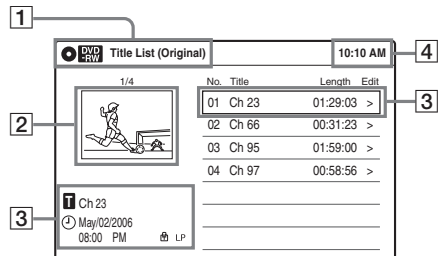 1
DVD -RW Title List (Original) 10:10 AM 4
1/4 No. Title Length Edit
01 Ch 23 01:29:03 > 3
2 02 Ch 66 00:31:23 >
03 Ch 95 01:59:00 >
04 Ch 97 00:58:56 >
T Ch 23
3 May/02/2006
08:00 PM LP